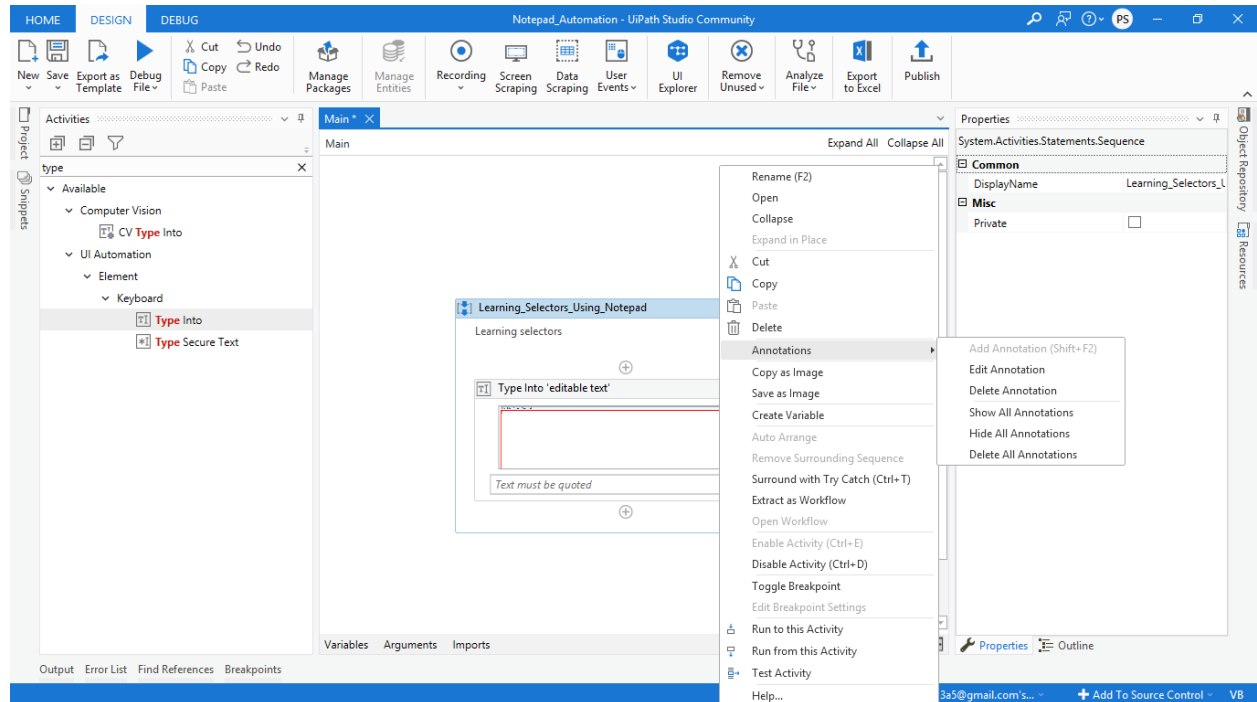 HOME DESIGN DEBUG Notepad_Automation - UiPath Studio Community PS
New Save Export as Template Debug File Cut Copy Paste Undo Redo Manage Packages Manage Entities Recording Screen Scraping Data Scraping User Events UI Explorer Remove Unused Analyze File Export to Excel Publish
Project
Snippets
Activities
type
Available
Computer Vision
CV Type Into
UI Automation
Element
Keyboard
Type Into
Type Secure Text
Main *
Main Expand All Collapse All
Learning_Selectors_Using_Notepad
Learning selectors
Type Into 'editable text'
Text must be quoted
Variables Arguments Imports
Rename (F2)
Open
Collapse
Expand in Place
Cut
Copy
Paste
Delete
Annotations
Copy as Image
Save as Image
Create Variable
Auto Arrange
Remove Surrounding Sequence
Surround with Try Catch (Ctrl+T)
Extract as Workflow
Open Workflow
Enable Activity (Ctrl+E)
Disable Activity (Ctrl+D)
Toggle Breakpoint
Edit Breakpoint Settings
Run to this Activity
Run from this Activity
Test Activity
Help...
Add Annotation (Shift+F2)
Edit Annotation
Delete Annotation
Show All Annotations
Hide All Annotations
Delete All Annotations
Properties
System.Activities.Statements.Sequence
Common
DisplayName Learning_Selectors_U
Misc
Private
Properties Outline
Object Repository
Resources
Output Error List Find References Breakpoints
3a5@gmail.com's... Add To Source Control VB